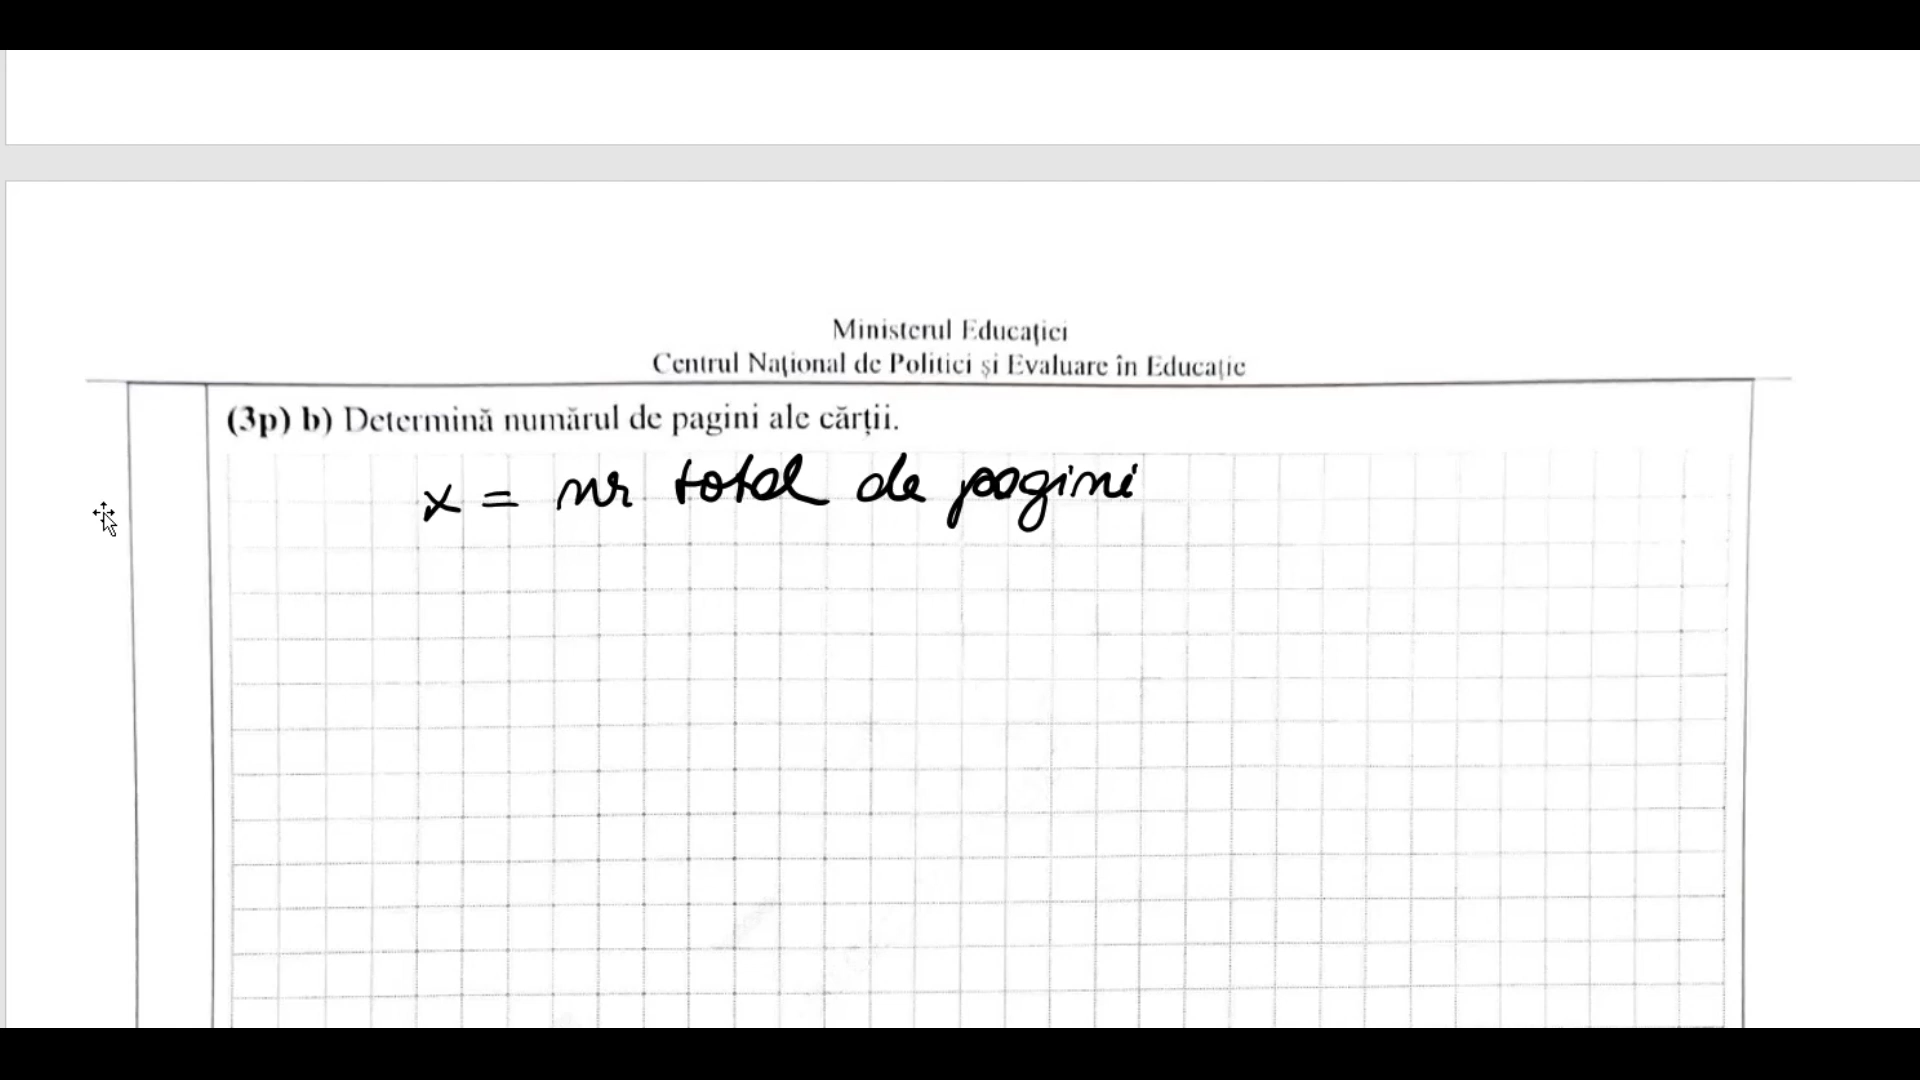 Ministerul Educației
Centrul Național de Politici și Evaluare în Educație
(3p) b) Determină numărul de pagini ale cărții.
x = nr total de pagini